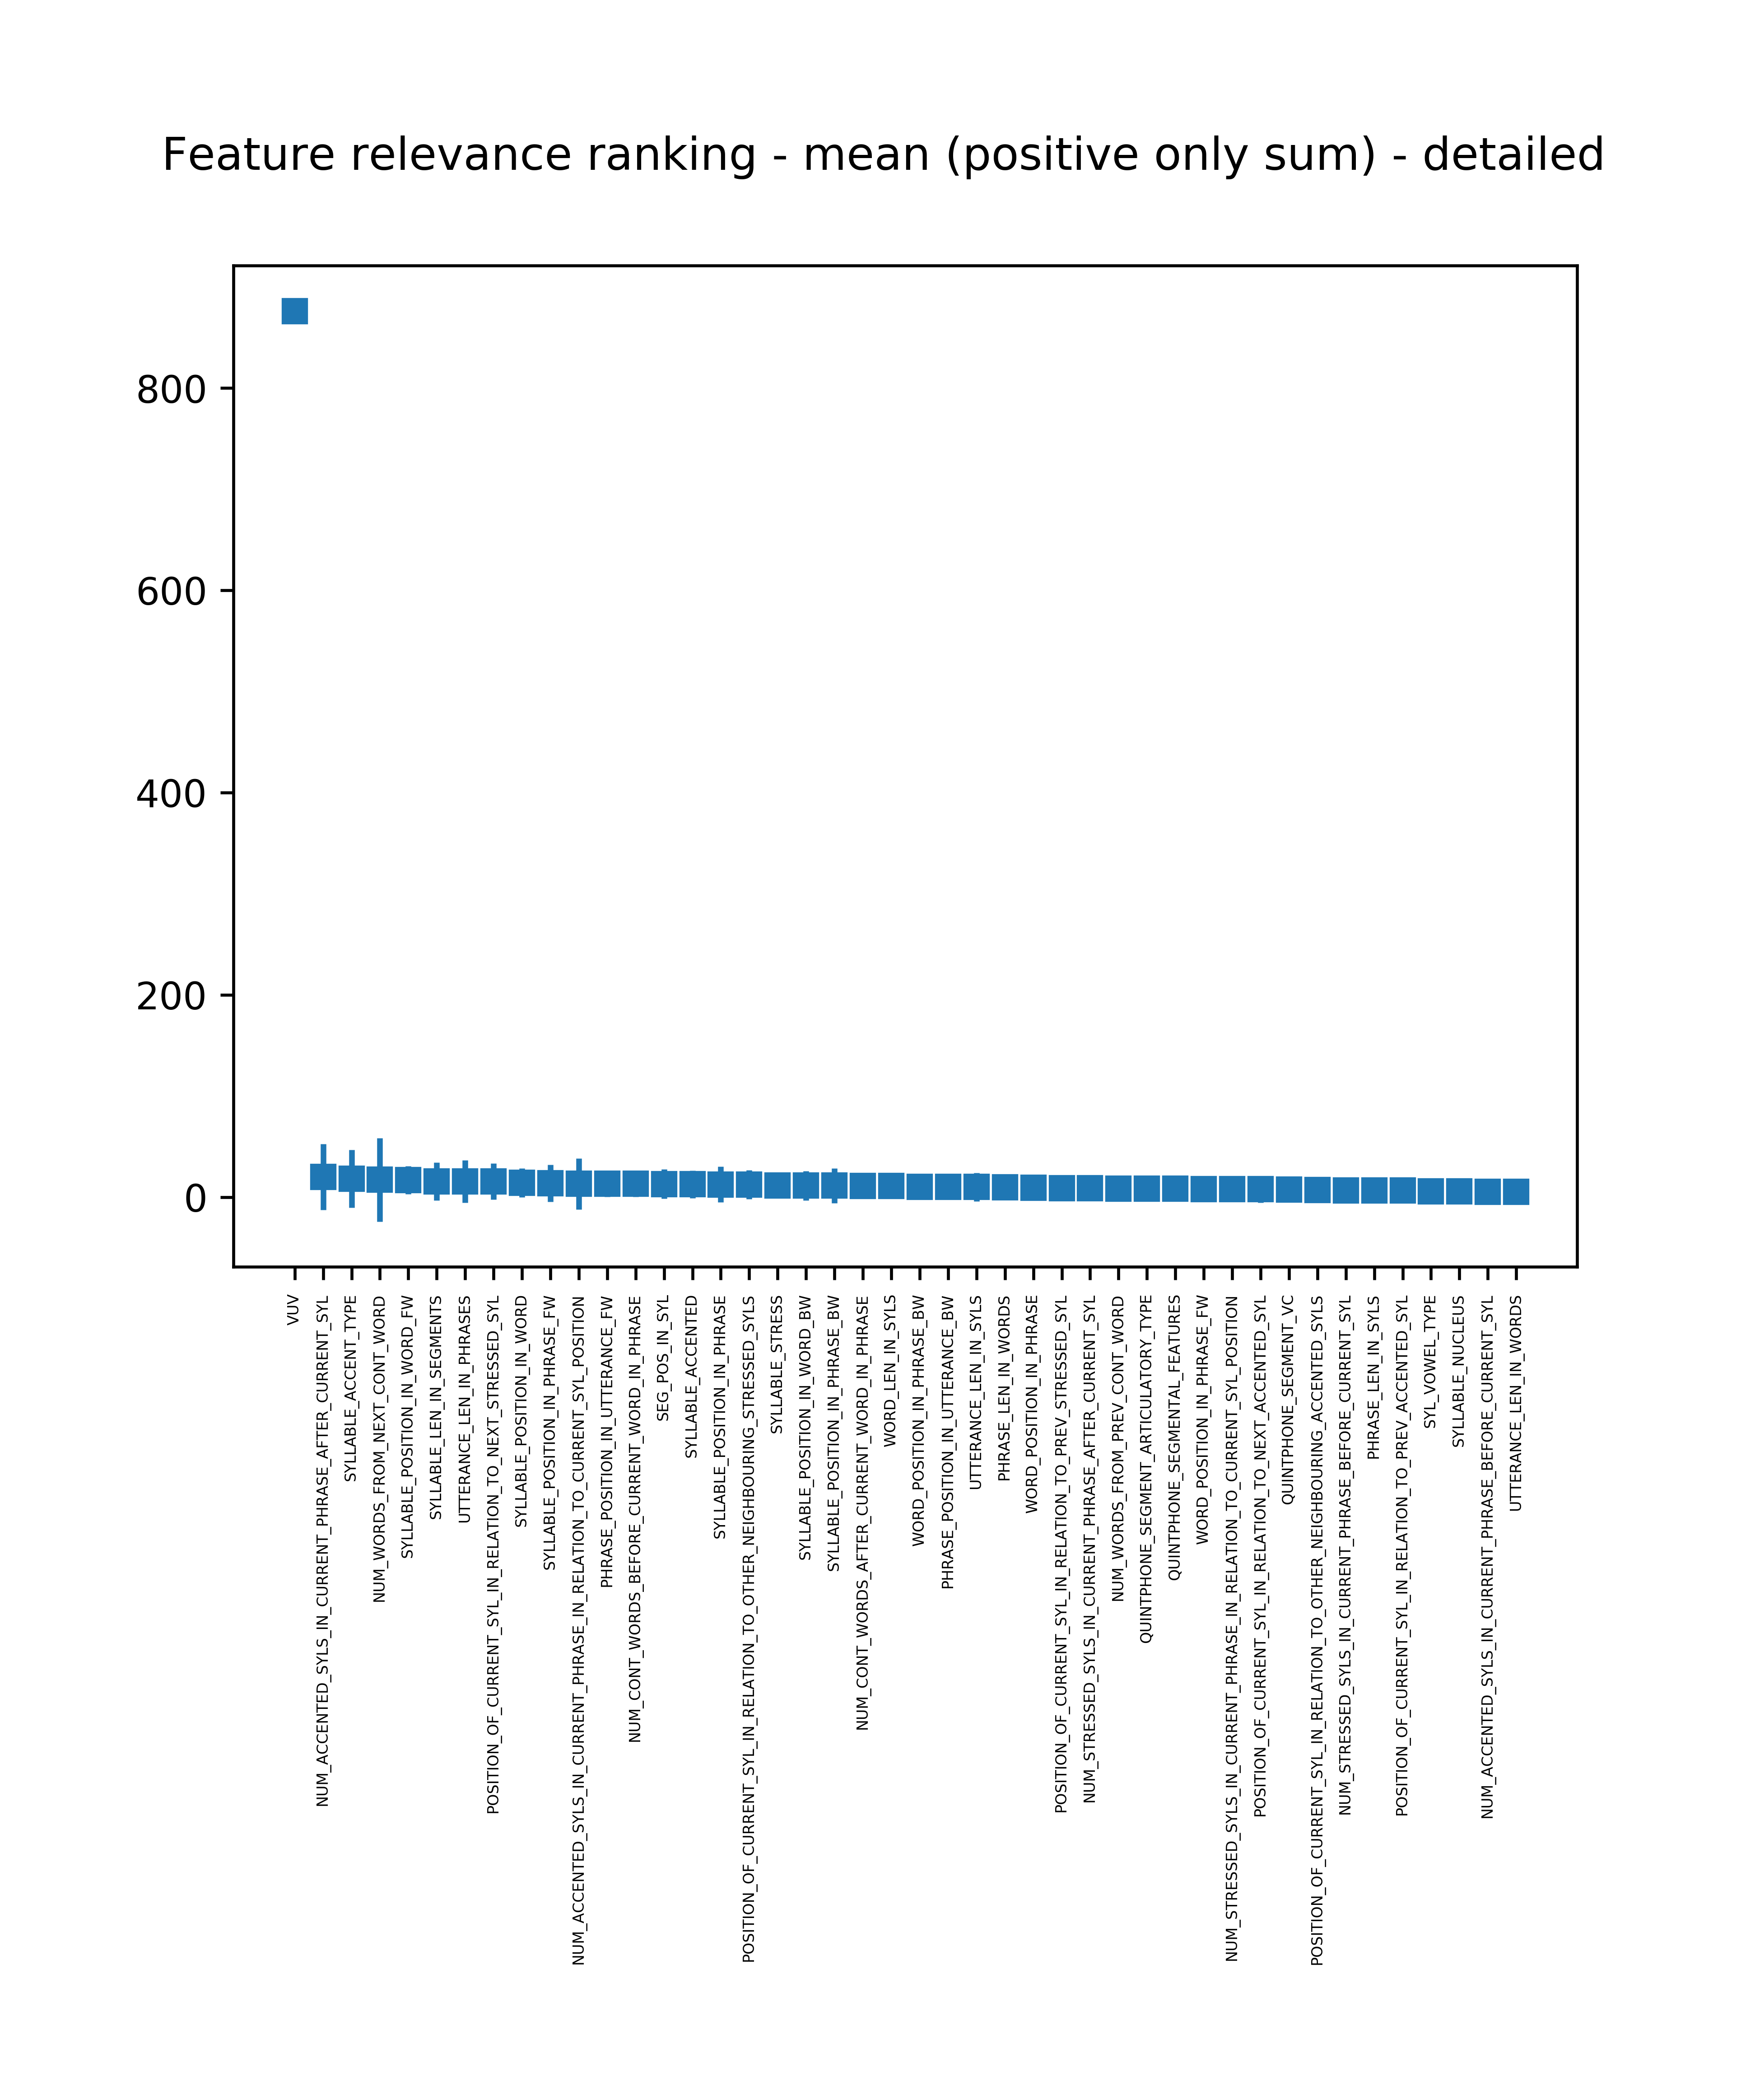 Feature relevance ranking - mean (positive only sum) - detailed
800
600
400
200
0
VUV
NUM_ACCENTED_SYLS_IN_CURRENT_PHRASE_AFTER_CURRENT_SYL
SYLLABLE_ACCENT_TYPE
NUM_WORDS_FROM_NEXT_CONT_WORD
SYLLABLE_POSITION_IN_WORD_FW
SYLLABLE_LEN_IN_SEGMENTS
UTTERANCE_LEN_IN_PHRASES
POSITION_OF_CURRENT_SYL_IN_RELATION_TO_NEXT_STRESSED_SYL
SYLLABLE_POSITION_IN_WORD
SYLLABLE_POSITION_IN_PHRASE_FW
NUM_ACCENTED_SYLS_IN_CURRENT_PHRASE_IN_RELATION_TO_CURRENT_SYL_POSITION
PHRASE_POSITION_IN_UTTERANCE_FW
NUM_CONT_WORDS_BEFORE_CURRENT_WORD_IN_PHRASE
SEG_POS_IN_SYL
SYLLABLE_ACCENTED
SYLLABLE_POSITION_IN_PHRASE
POSITION_OF_CURRENT_SYL_IN_RELATION_TO_OTHER_NEIGHBOURING_STRESSED_SYLS
SYLLABLE_STRESS
SYLLABLE_POSITION_IN_WORD_BW
SYLLABLE_POSITION_IN_PHRASE_BW
NUM_CONT_WORDS_AFTER_CURRENT_WORD_IN_PHRASE
WORD_LEN_IN_SYLS
WORD_POSITION_IN_PHRASE_BW
PHRASE_POSITION_IN_UTTERANCE_BW
UTTERANCE_LEN_IN_SYLS
PHRASE_LEN_IN_WORDS
WORD_POSITION_IN_PHRASE
POSITION_OF_CURRENT_SYL_IN_RELATION_TO_PREV_STRESSED_SYL
NUM_STRESSED_SYLS_IN_CURRENT_PHRASE_AFTER_CURRENT_SYL
NUM_WORDS_FROM_PREV_CONT_WORD
QUINTPHONE_SEGMENT_ARTICULATORY_TYPE
QUINTPHONE_SEGMENTAL_FEATURES
WORD_POSITION_IN_PHRASE_FW
NUM_STRESSED_SYLS_IN_CURRENT_PHRASE_IN_RELATION_TO_CURRENT_SYL_POSITION
POSITION_OF_CURRENT_SYL_IN_RELATION_TO_NEXT_ACCENTED_SYL
QUINTPHONE_SEGMENT_VC
POSITION_OF_CURRENT_SYL_IN_RELATION_TO_OTHER_NEIGHBOURING_ACCENTED_SYLS
NUM_STRESSED_SYLS_IN_CURRENT_PHRASE_BEFORE_CURRENT_SYL
PHRASE_LEN_IN_SYLS
POSITION_OF_CURRENT_SYL_IN_RELATION_TO_PREV_ACCENTED_SYL
SYL_VOWEL_TYPE
SYLLABLE_NUCLEUS
NUM_ACCENTED_SYLS_IN_CURRENT_PHRASE_BEFORE_CURRENT_SYL
UTTERANCE_LEN_IN_WORDS